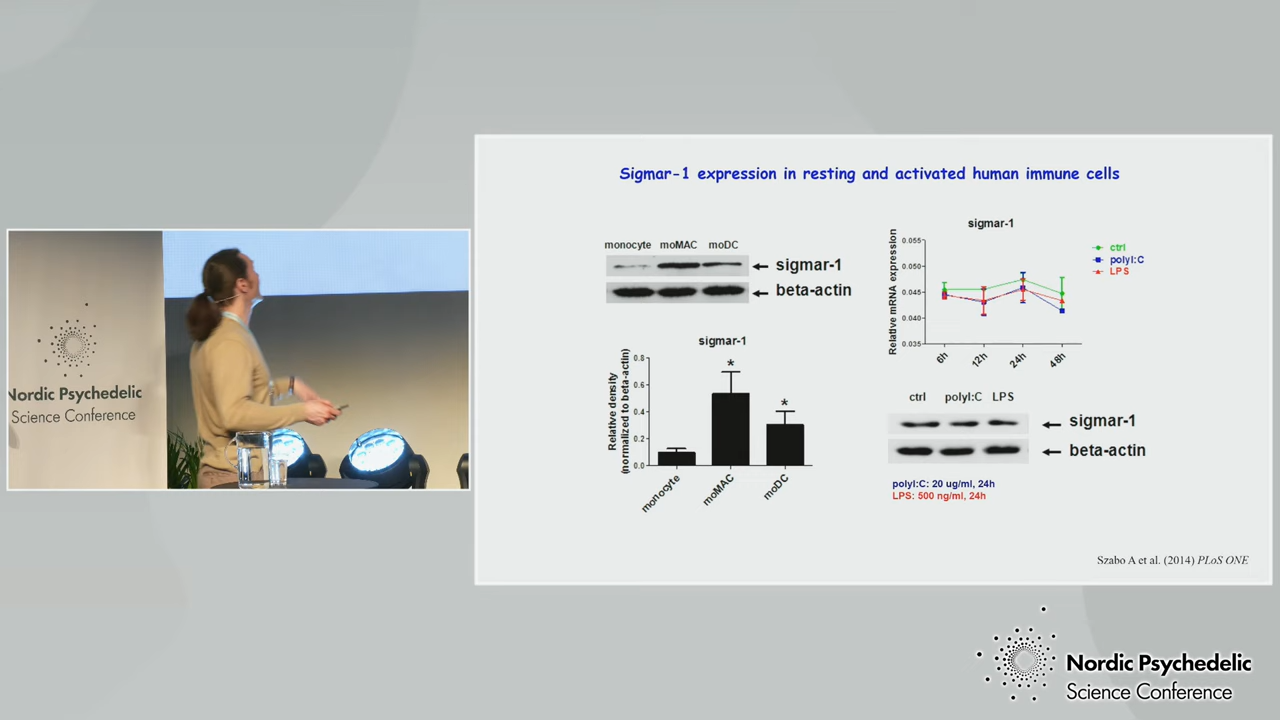 Nordic Psychedelic
Science Conference
Sigmar-1 expression in resting and activated human immune cells
monocyte moMAC moDC
sigmar-1
beta-actin
sigmar-1
Relative density
(normalized to beta-actin)
0.8
0.6
0.4
0.2
0.0
*
*
monocyte
moMAC
moDC
sigmar-1
Relative mRNA expression
0.055
0.050
0.045
0.040
0.035
6h
12h
24h
48h
ctrl
polyI:C
LPS
ctrl polyI:C LPS
sigmar-1
beta-actin
polyI:C: 20 ug/ml, 24h
LPS: 500 ng/ml, 24h
Szabo A et al. (2014) PLoS ONE
Nordic Psychedelic
Science Conference